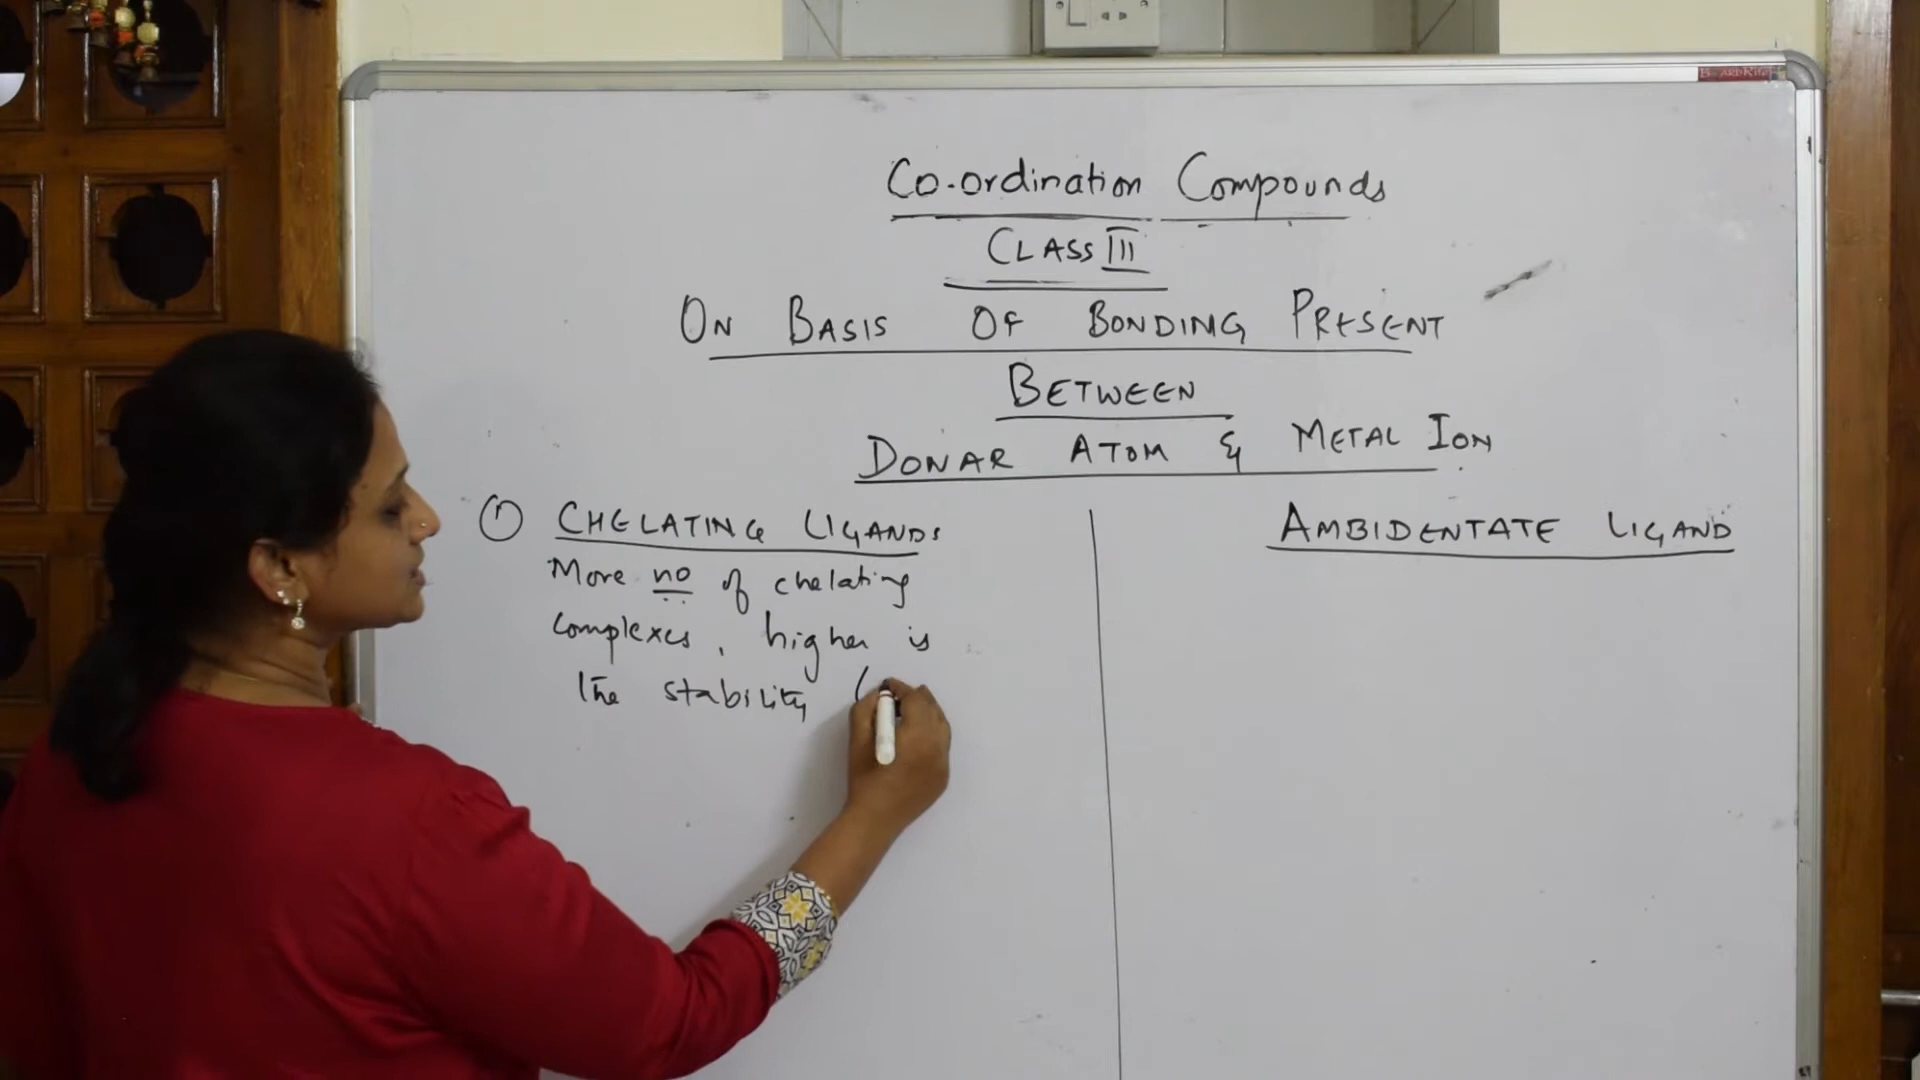 Co-ordination Compounds
CLASS III
ON BASIS OF BONDING PRESENT
BETWEEN
DONAR ATOM & METAL ION
① CHELATING LIGANDS
More no of chelating
complexes, higher is
the stability (
AMBIDENTATE LIGAND